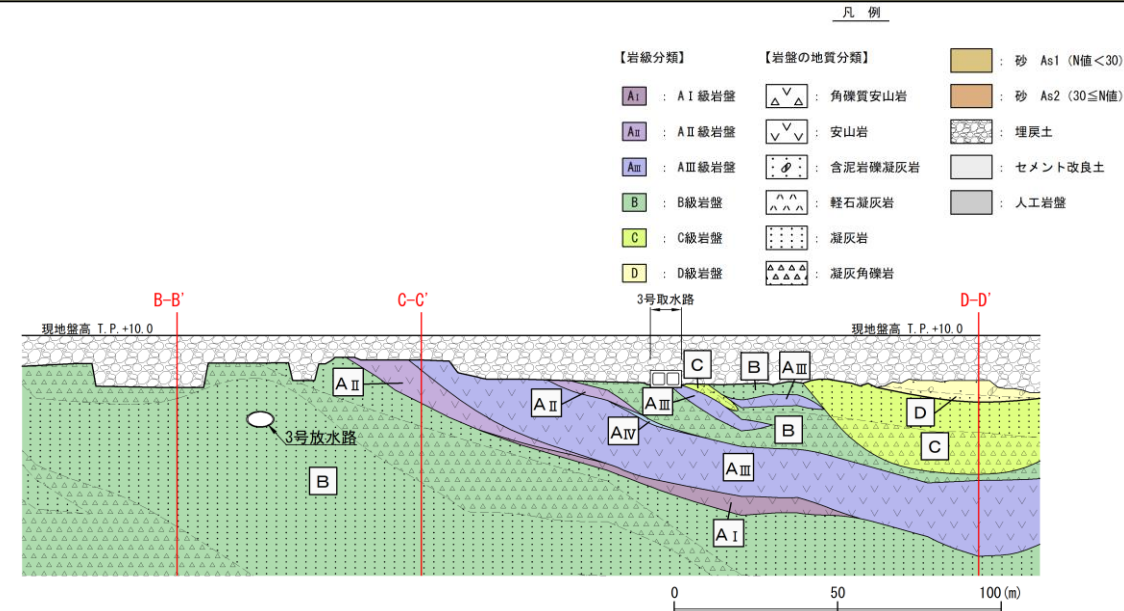 凡 例
【岩級分類】
AⅠ : AⅠ級岩盤
AⅡ : AⅡ級岩盤
AⅢ : AⅢ級岩盤
B : B級岩盤
C : C級岩盤
D : D級岩盤
【岩盤の地質分類】
: 角礫質安山岩
: 安山岩
: 含泥岩礫凝灰岩
: 軽石凝灰岩
: 凝灰岩
: 凝灰角礫岩
: 砂 As1 (N値<30)
: 砂 As2 (30≦N値)
: 埋戻土
: セメント改良土
: 人工岩盤
B-B'
C-C'
3号取水路
D-D'
現地盤高 T.P.+10.0
現地盤高 T.P.+10.0
C
B
AⅢ
AⅡ
AⅡ
AⅢ
D
AⅣ
B
3号放水路
C
AⅢ
B
AⅠ
0
50
100(m)